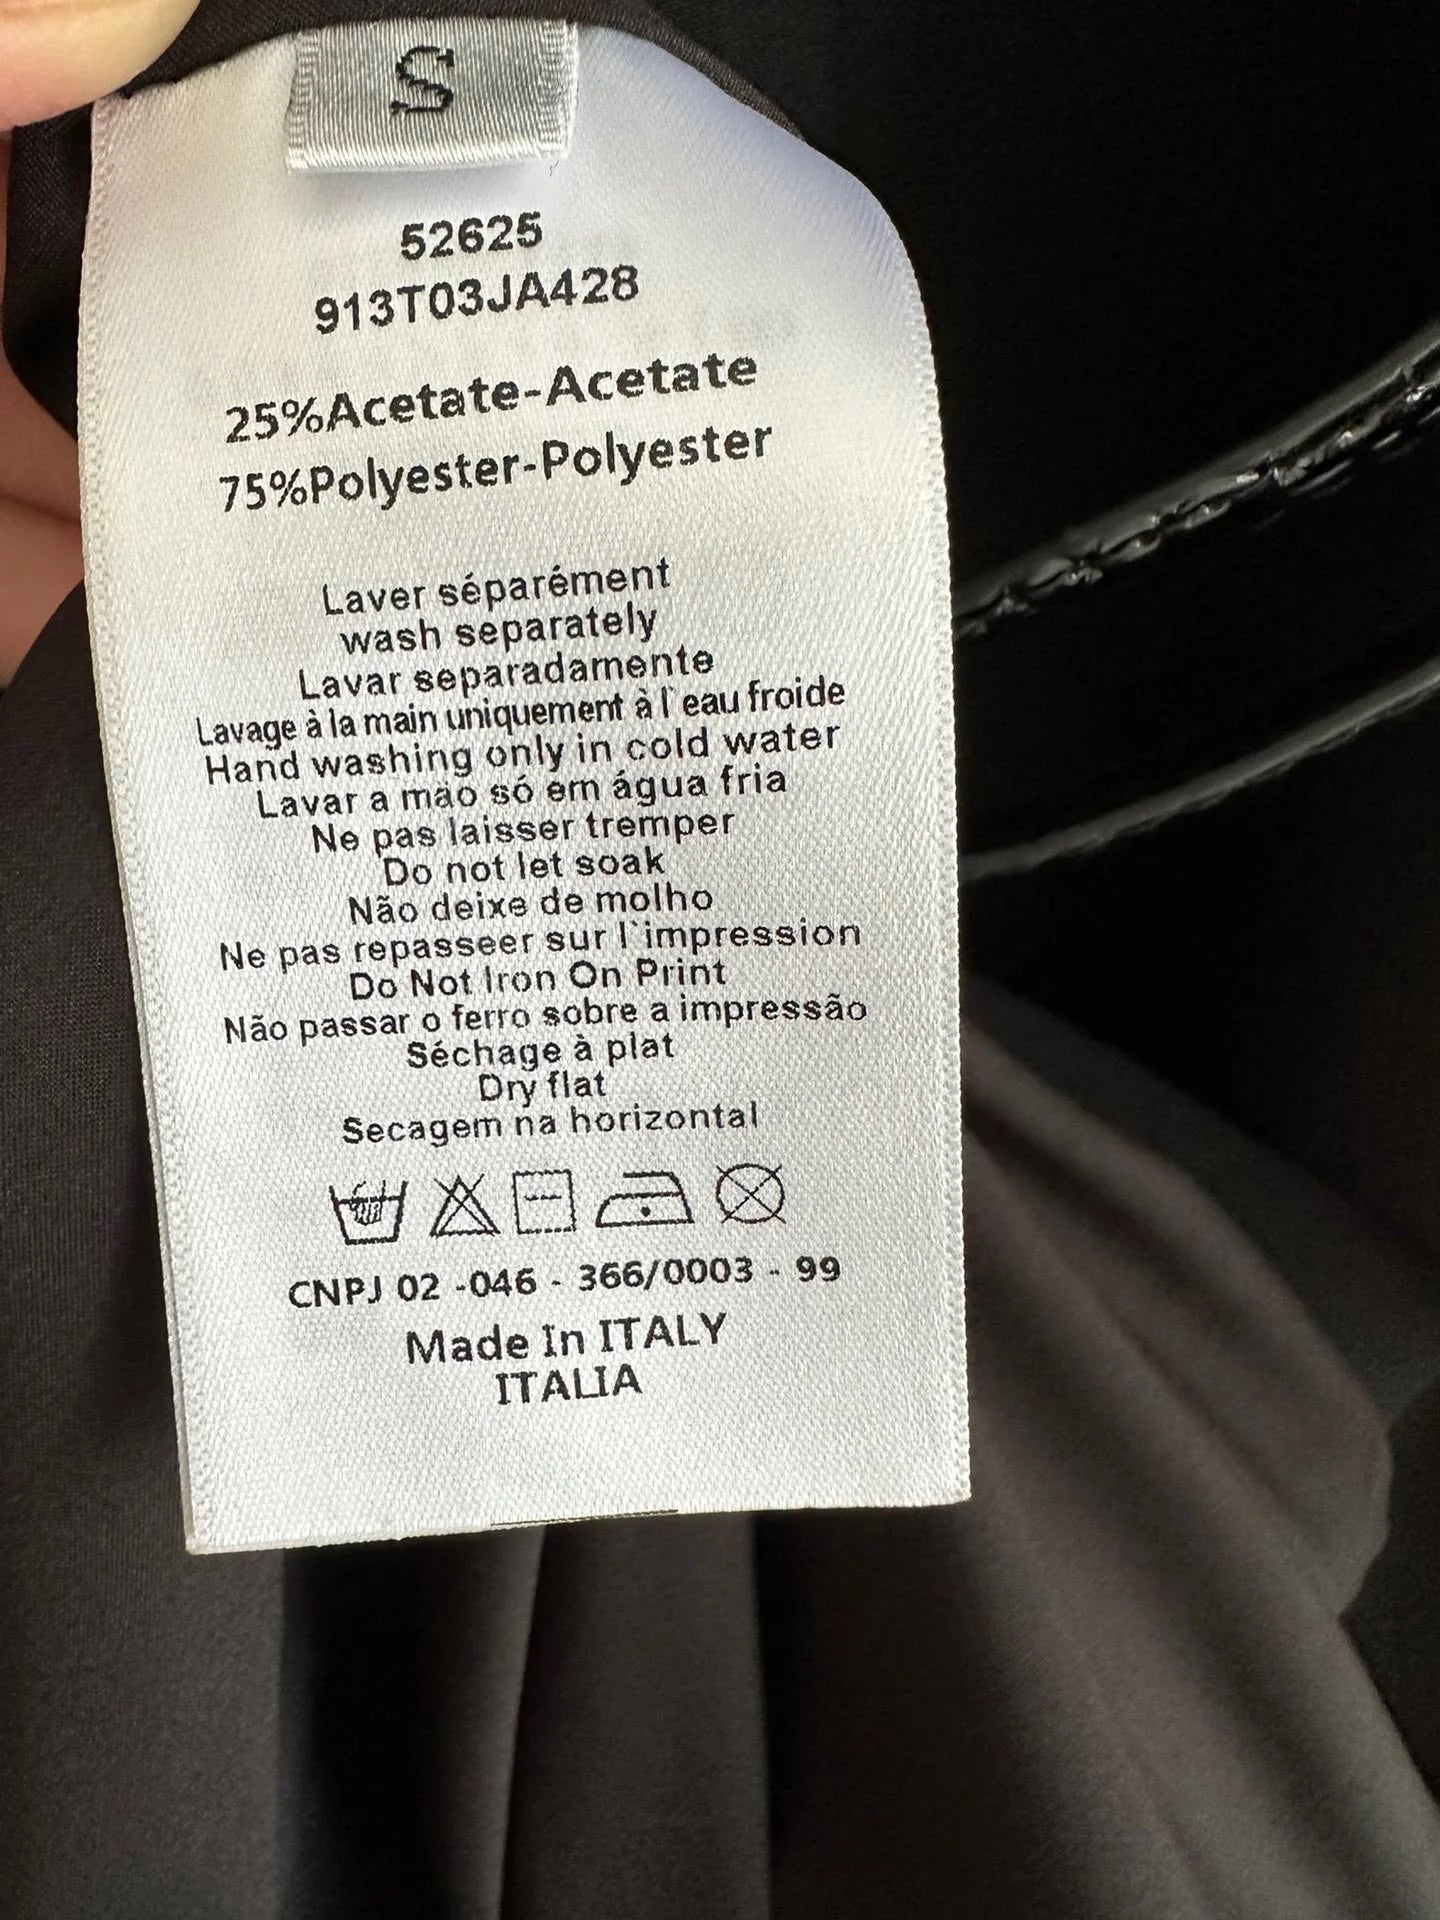 S
52625
913T03JA428
25%Acetate-Acetate
75%Polyester-Polyester
Laver séparément
wash separately
Lavar separadamente
Lavage à la main uniquement à l'eau froide
Hand washing only in cold water
Lavar a mão só em água fria
Ne pas laisser tremper
Do not let soak
Não deixe de molho
Ne pas repasseer sur l`impression
Do Not Iron On Print
Não passar o ferro sobre a impressão
Séchage à plat
Dry flat
Secagem na horizontal
CNPJ 02 -046 - 366/0003 - 99
Made In ITALY
ITALIA